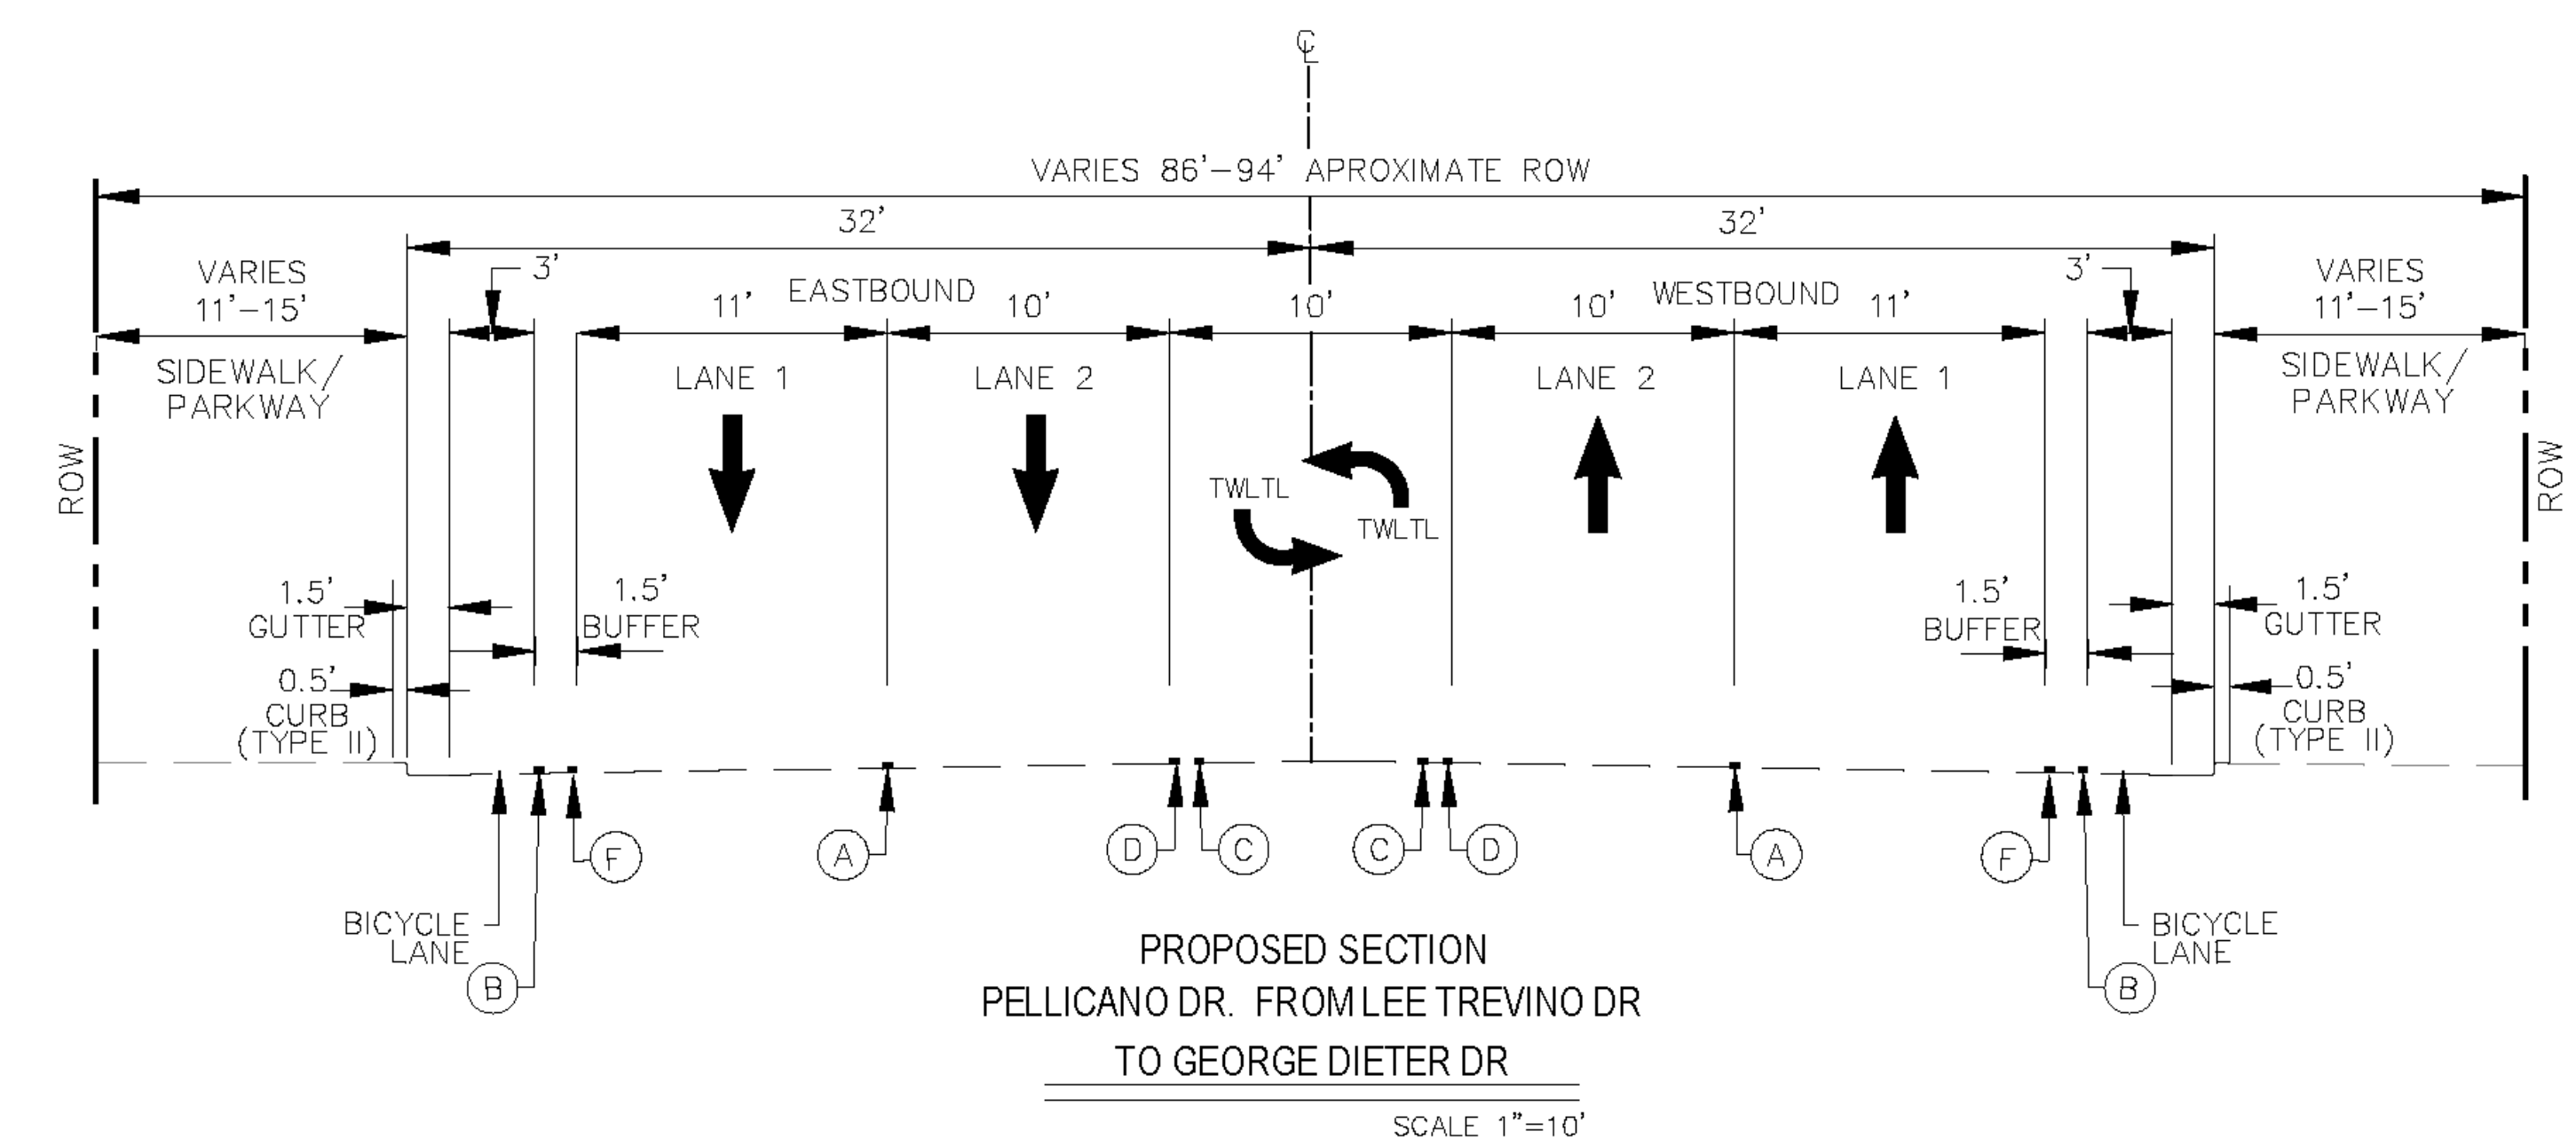 ℄
VARIES 86'-94' APROXIMATE ROW
32'
32'
VARIES
11'-15'
3'
EASTBOUND
WESTBOUND
3'
VARIES
11'-15'
11'
10'
10'
10'
11'
SIDEWALK/
PARKWAY
LANE 1
LANE 2
LANE 2
LANE 1
SIDEWALK/
PARKWAY
ROW
TWLTL
TWLTL
ROW
1.5'
GUTTER
1.5'
BUFFER
1.5'
BUFFER
1.5'
GUTTER
0.5'
CURB
(TYPE II)
0.5'
CURB
(TYPE II)
F
A
D
C
C
D
A
F
BICYCLE
LANE
B
BICYCLE
LANE
B
PROPOSED SECTION
PELLICANO DR. FROM LEE TREVINO DR
TO GEORGE DIETER DR
SCALE 1"=10'